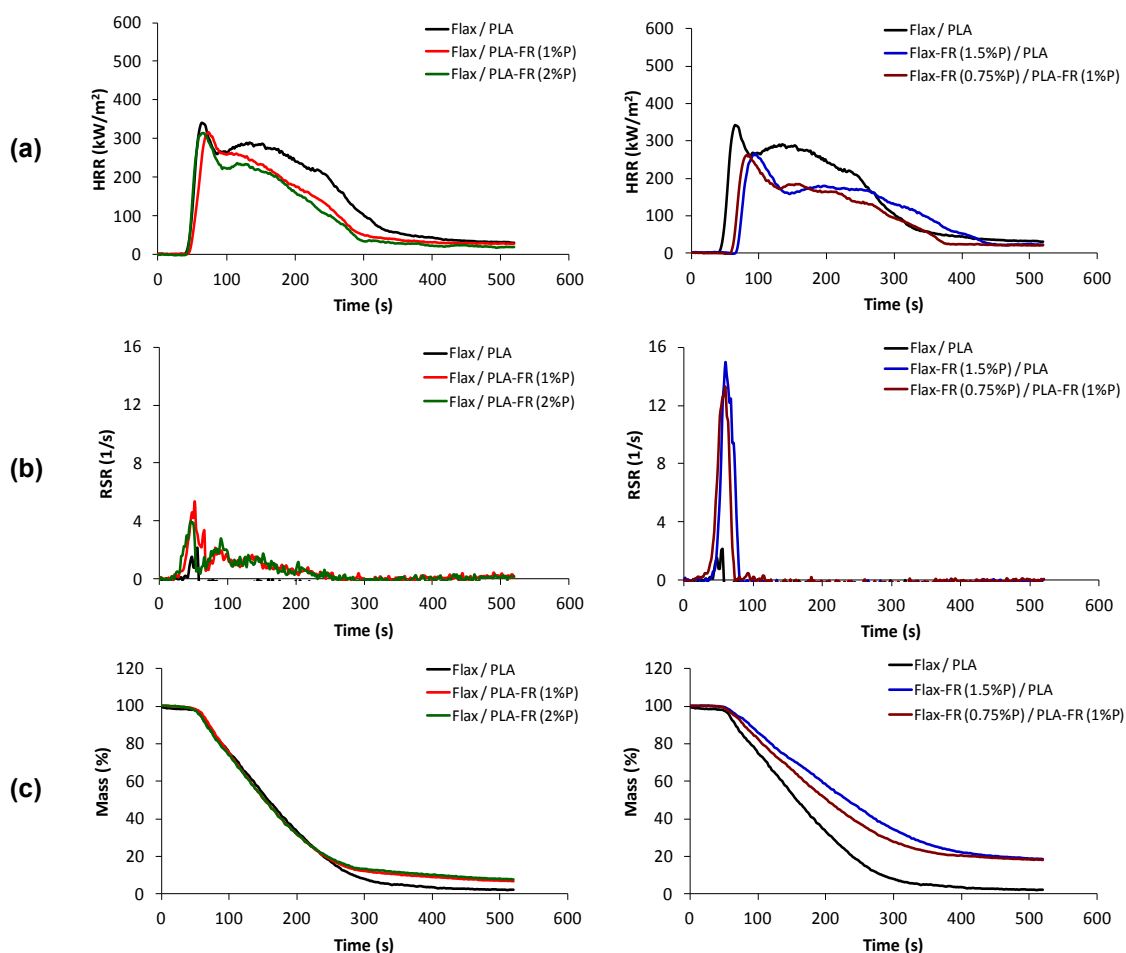 (a)
600
500
400
300
200
100
0
HRR (kW/m²)
0 100 200 300 400 500 600
Time (s)
Flax / PLA
Flax / PLA-FR (1%P)
Flax / PLA-FR (2%P)
600
500
400
300
200
100
0
HRR (kW/m²)
0 100 200 300 400 500 600
Time (s)
Flax / PLA
Flax-FR (1.5%P) / PLA
Flax-FR (0.75%P) / PLA-FR (1%P)
(b)
16
12
8
4
0
RSR (1/s)
0 100 200 300 400 500 600
Time (s)
Flax / PLA
Flax / PLA-FR (1%P)
Flax / PLA-FR (2%P)
16
12
8
4
0
RSR (1/s)
0 100 200 300 400 500 600
Time (s)
Flax / PLA
Flax-FR (1.5%P) / PLA
Flax-FR (0.75%P) / PLA-FR (1%P)
(c)
120
100
80
60
40
20
0
Mass (%)
0 100 200 300 400 500 600
Time (s)
Flax / PLA
Flax / PLA-FR (1%P)
Flax / PLA-FR (2%P)
120
100
80
60
40
20
0
Mass (%)
0 100 200 300 400 500 600
Time (s)
Flax / PLA
Flax-FR (1.5%P) / PLA
Flax-FR (0.75%P) / PLA-FR (1%P)